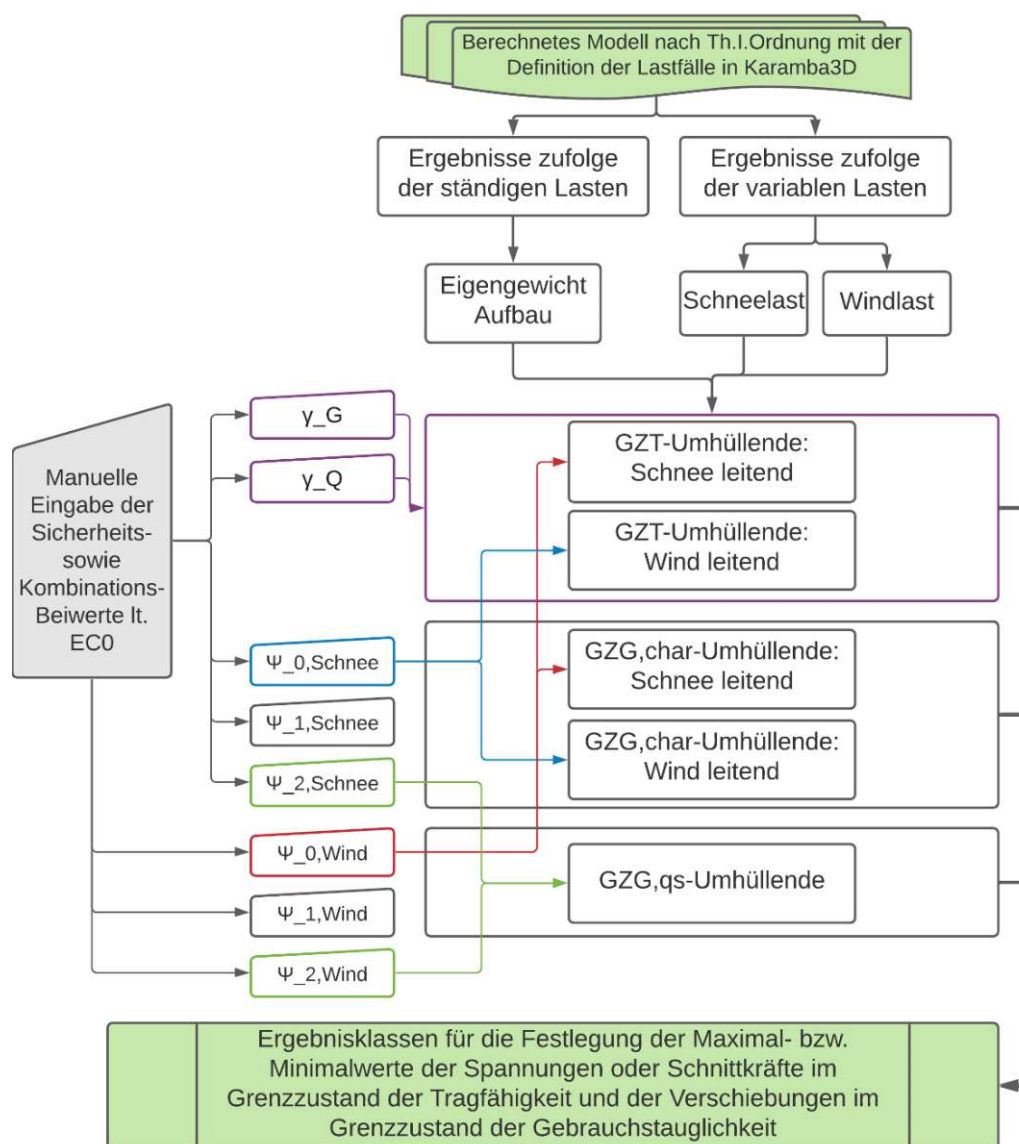 Berechnetes Modell nach Th.I.Ordnung mit der
Definition der Lastfälle in Karamba3D
Ergebnisse zufolge
der ständigen Lasten
Ergebnisse zufolge
der variablen Lasten
Eigengewicht
Aufbau
Schneelast
Windlast
Manuelle
Eingabe der
Sicherheits-
sowie
Kombinations-
Beiwerte lt.
EC0
γ_G
γ_Q
Ψ_0,Schnee
Ψ_1,Schnee
Ψ_2,Schnee
Ψ_0,Wind
Ψ_1,Wind
Ψ_2,Wind
GZT-Umhüllende:
Schnee leitend
GZT-Umhüllende:
Wind leitend
GZG,char-Umhüllende:
Schnee leitend
GZG,char-Umhüllende:
Wind leitend
GZG,qs-Umhüllende
Ergebnisklassen für die Festlegung der Maximal- bzw.
Minimalwerte der Spannungen oder Schnittkräfte im
Grenzzustand der Tragfähigkeit und der Verschiebungen im
Grenzzustand der Gebrauchstauglichkeit